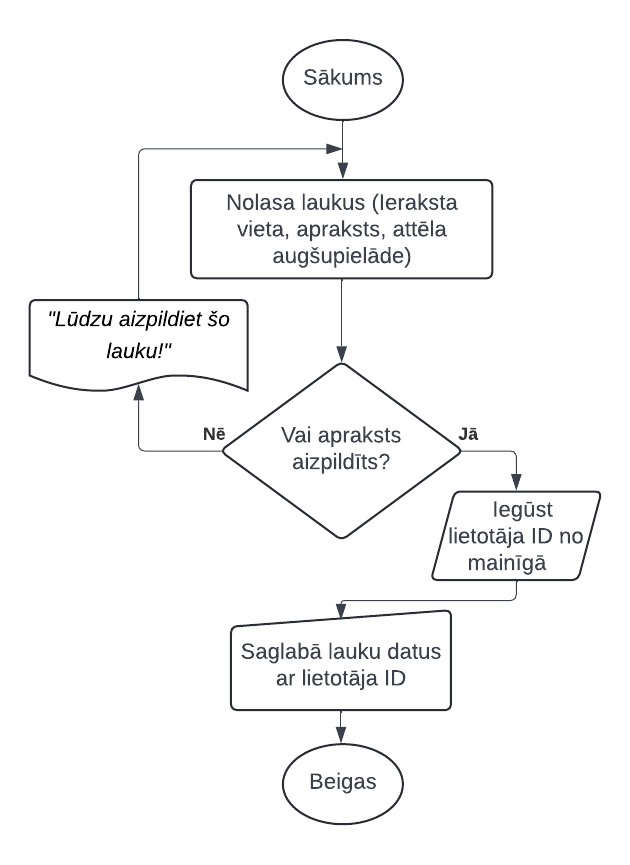 Sākums
Nolasa laukus (Ieraksta
vieta, apraksts, attēla
augšupielāde)
"Lūdzu aizpildiet šo
lauku!"
Nē
Vai apraksts
aizpildīts?
Jā
Iegūst
lietotāja ID no
mainīgā
Saglabā lauku datus
ar lietotāja ID
Beigas